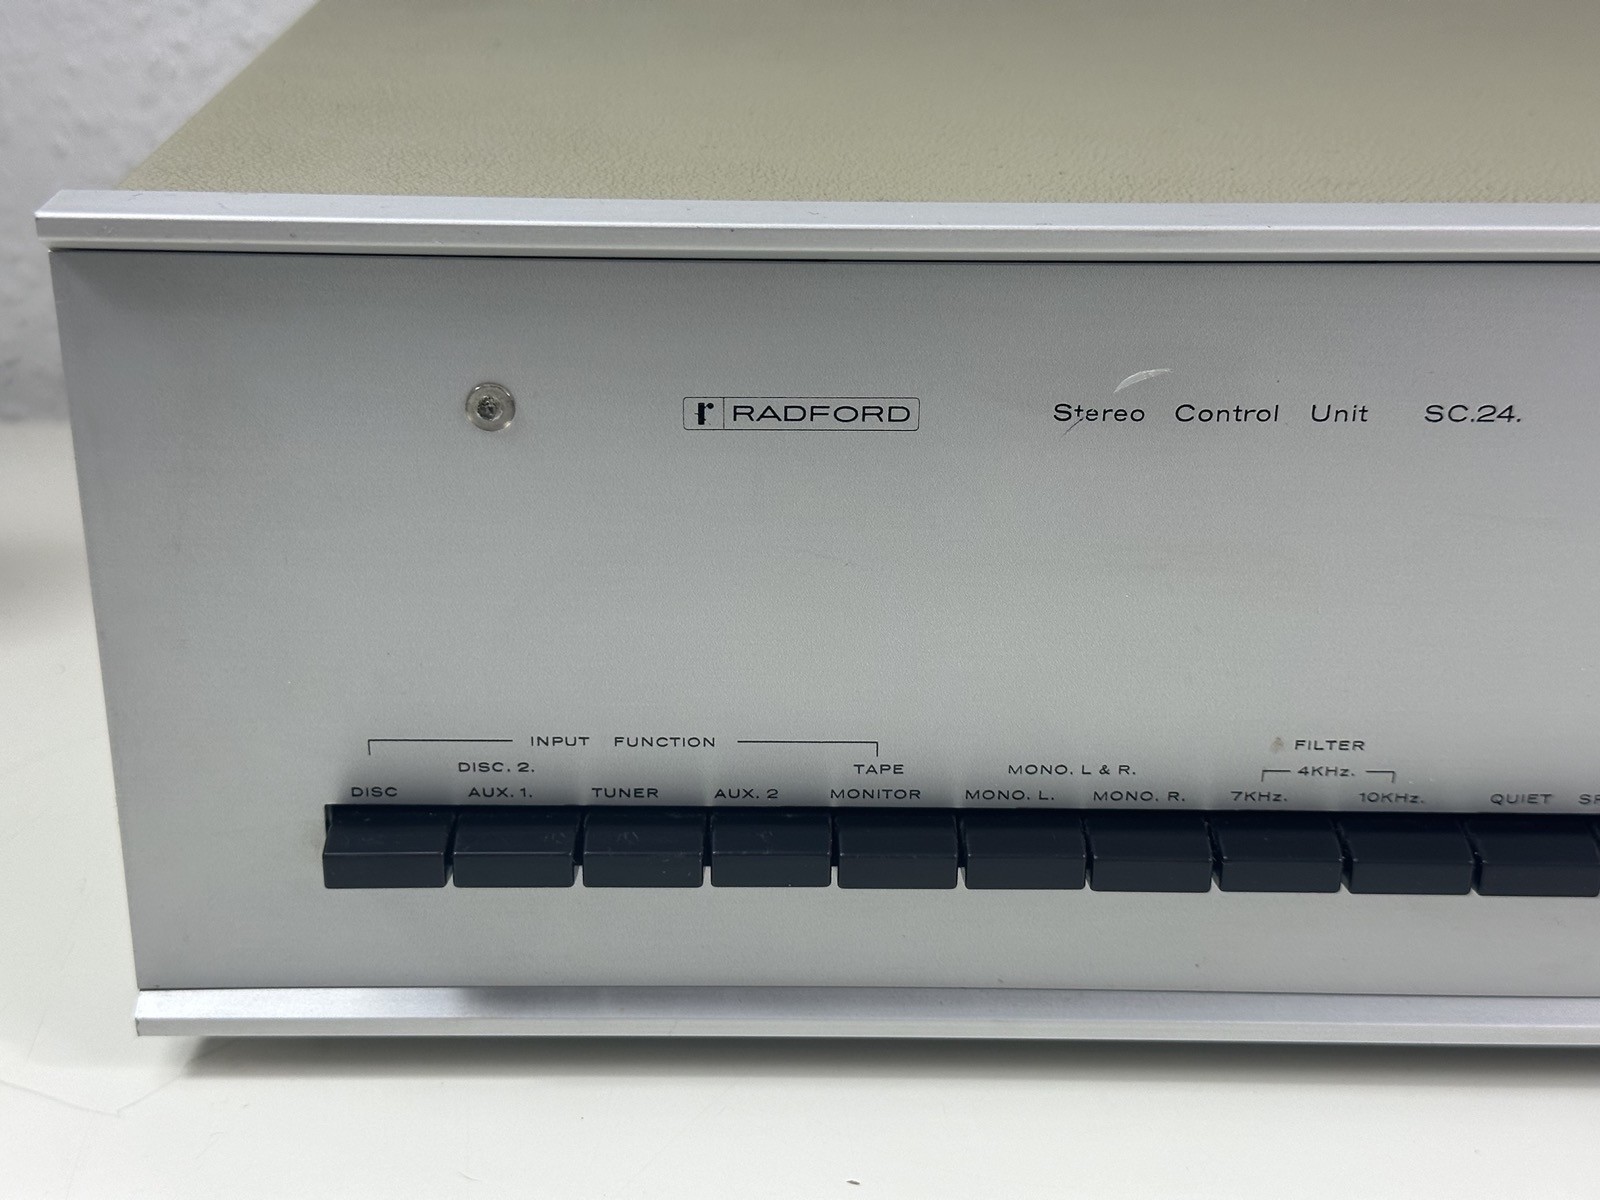 r RADFORD
Stereo Control Unit SC.24.
INPUT FUNCTION
FILTER
DISC. 2.
TAPE
MONO. L & R.
4KHz.
DISC
AUX. 1.
TUNER
AUX. 2
MONITOR
MONO. L.
MONO. R.
7KHz.
10KHz.
QUIET